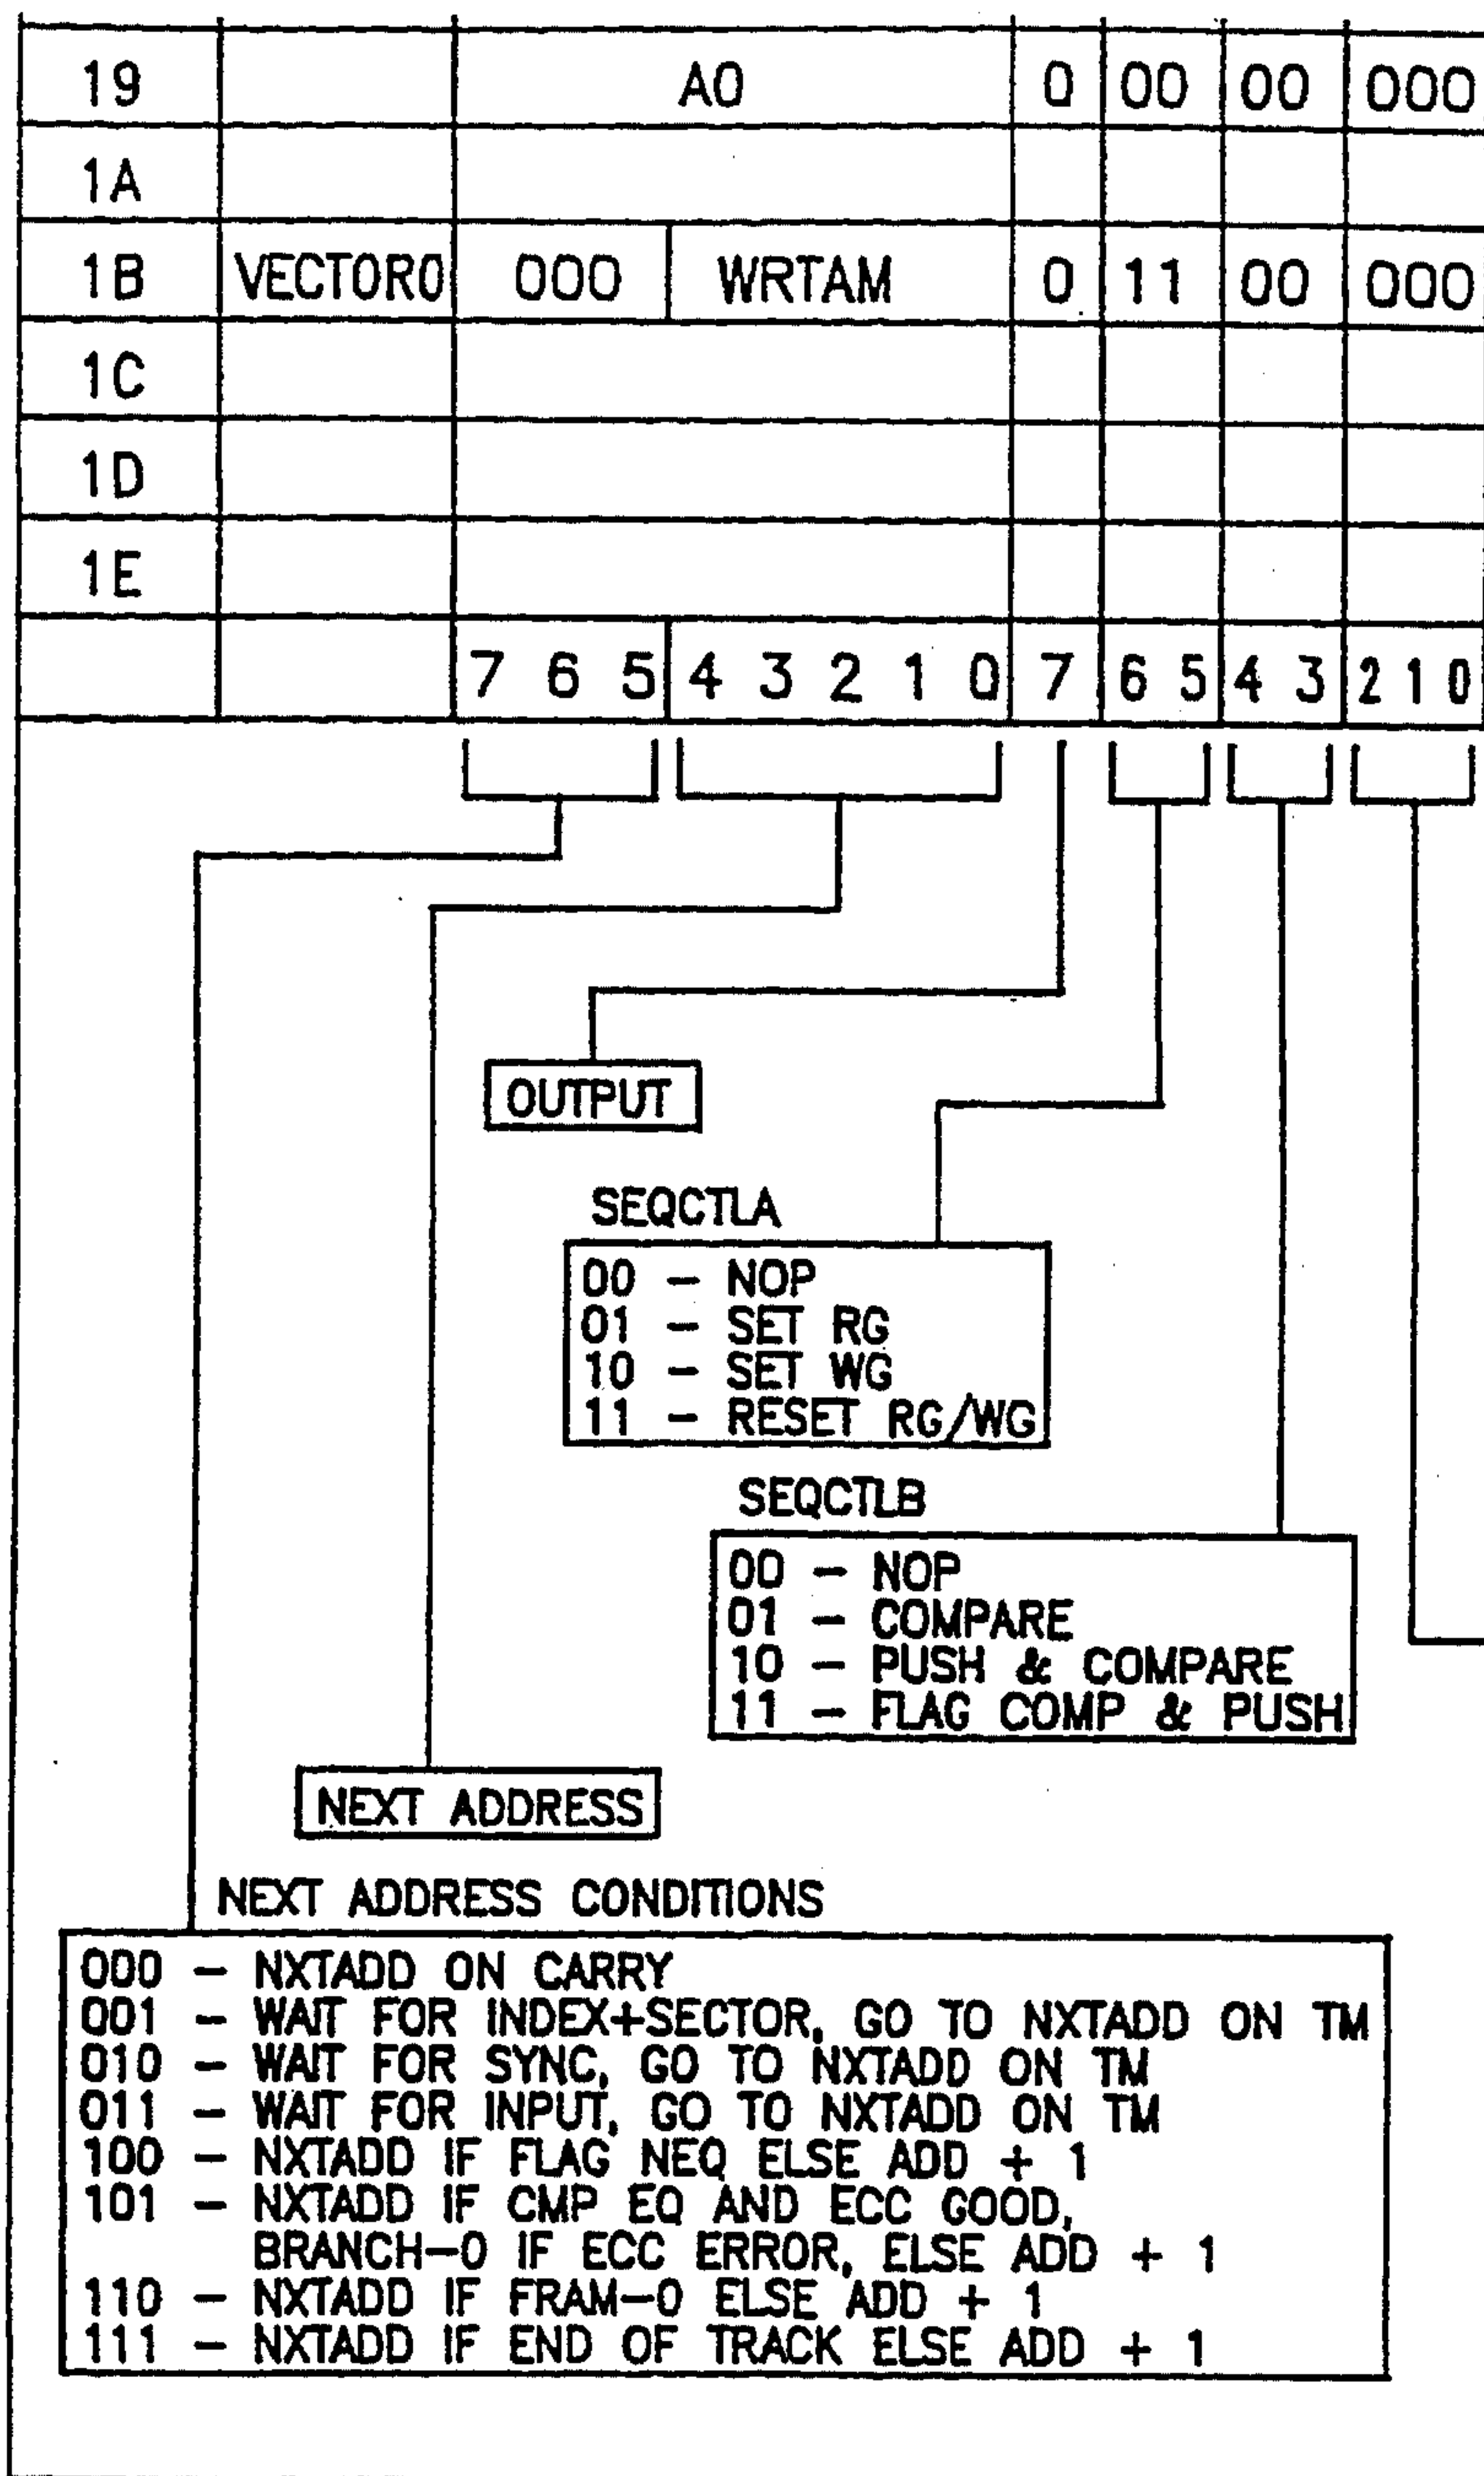 19 A0 0 00 00 000
1A
1B VECTOR0 000 WRTAM 0 11 00 000
1C
1D
1E
7 6 5 4 3 2 1 0 7 6 5 4 3 2 1 0
OUTPUT
SEQCTLA
00 – NOP
01 – SET RG
10 – SET WG
11 – RESET RG/WG
SEQCTLB
00 – NOP
01 – COMPARE
10 – PUSH & COMPARE
11 – FLAG COMP & PUSH
NEXT ADDRESS
NEXT ADDRESS CONDITIONS
000 – NXTADD ON CARRY
001 – WAIT FOR INDEX+SECTOR, GO TO NXTADD ON TM
010 – WAIT FOR SYNC, GO TO NXTADD ON TM
011 – WAIT FOR INPUT, GO TO NXTADD ON TM
100 – NXTADD IF FLAG NEQ ELSE ADD + 1
101 – NXTADD IF CMP EQ AND ECC GOOD,
BRANCH–0 IF ECC ERROR, ELSE ADD + 1
110 – NXTADD IF FRAM–0 ELSE ADD + 1
111 – NXTADD IF END OF TRACK ELSE ADD + 1